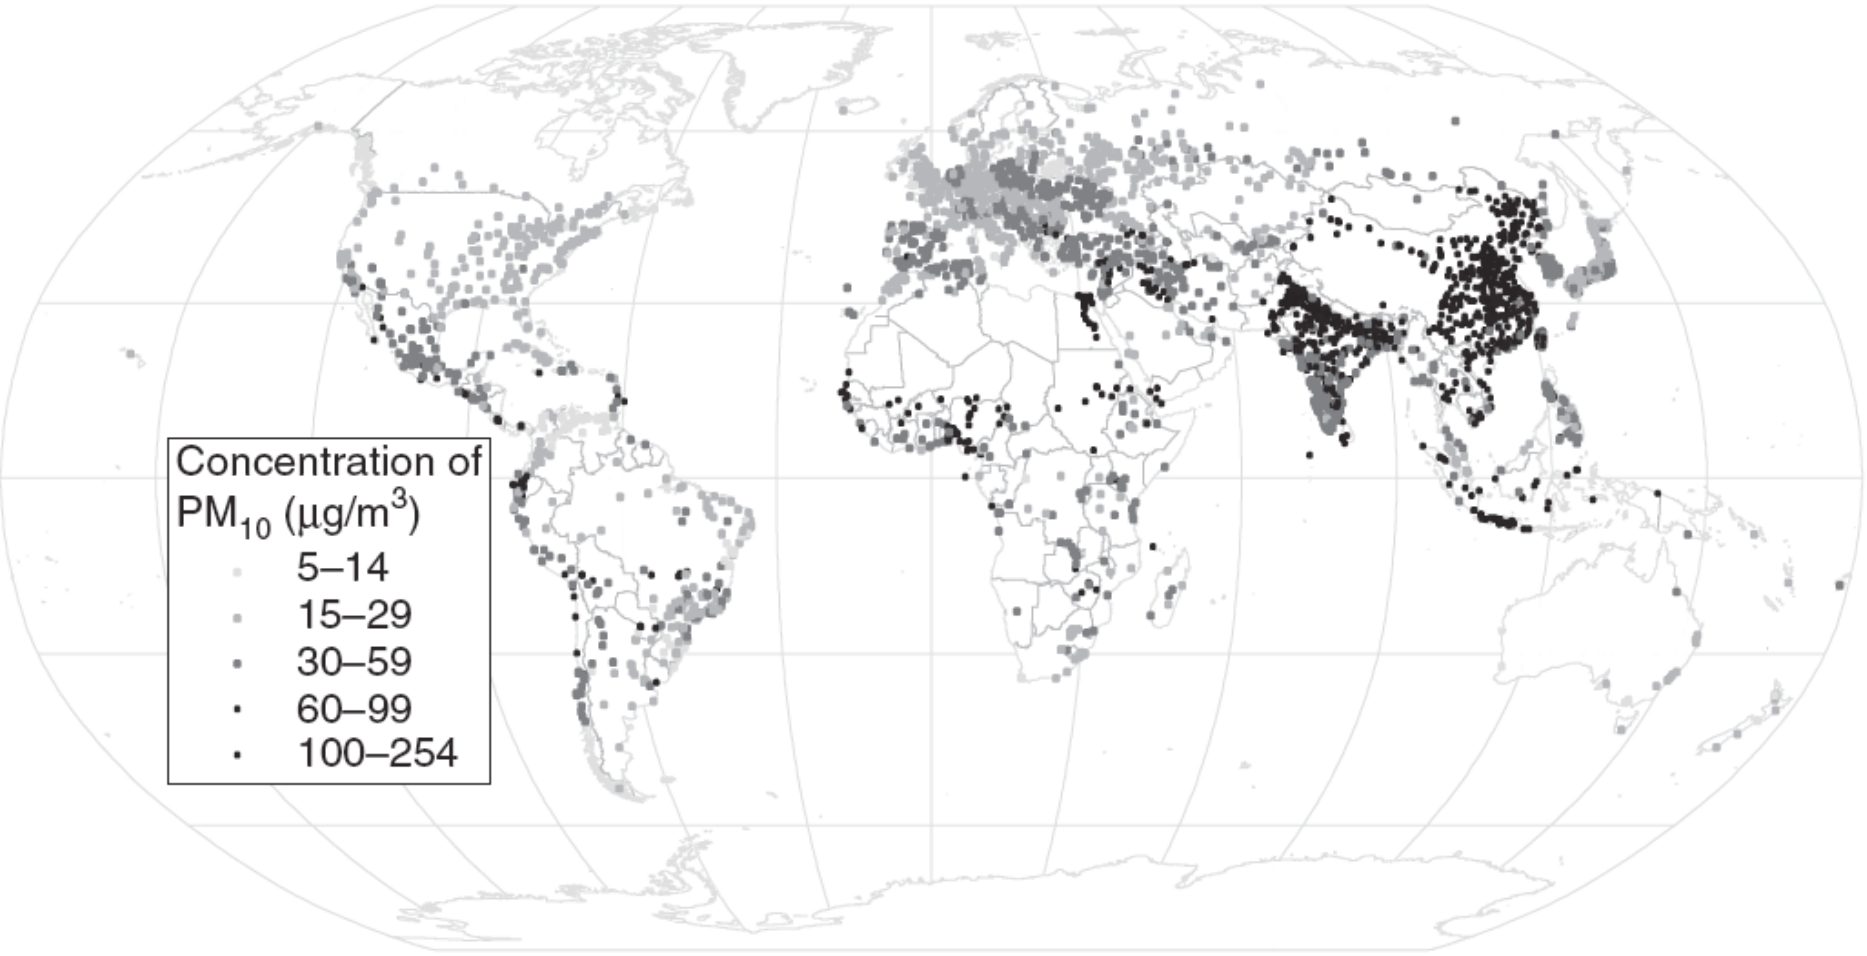 Concentration of
PM₁₀ (μg/m³)
5–14
15–29
30–59
60–99
100–254